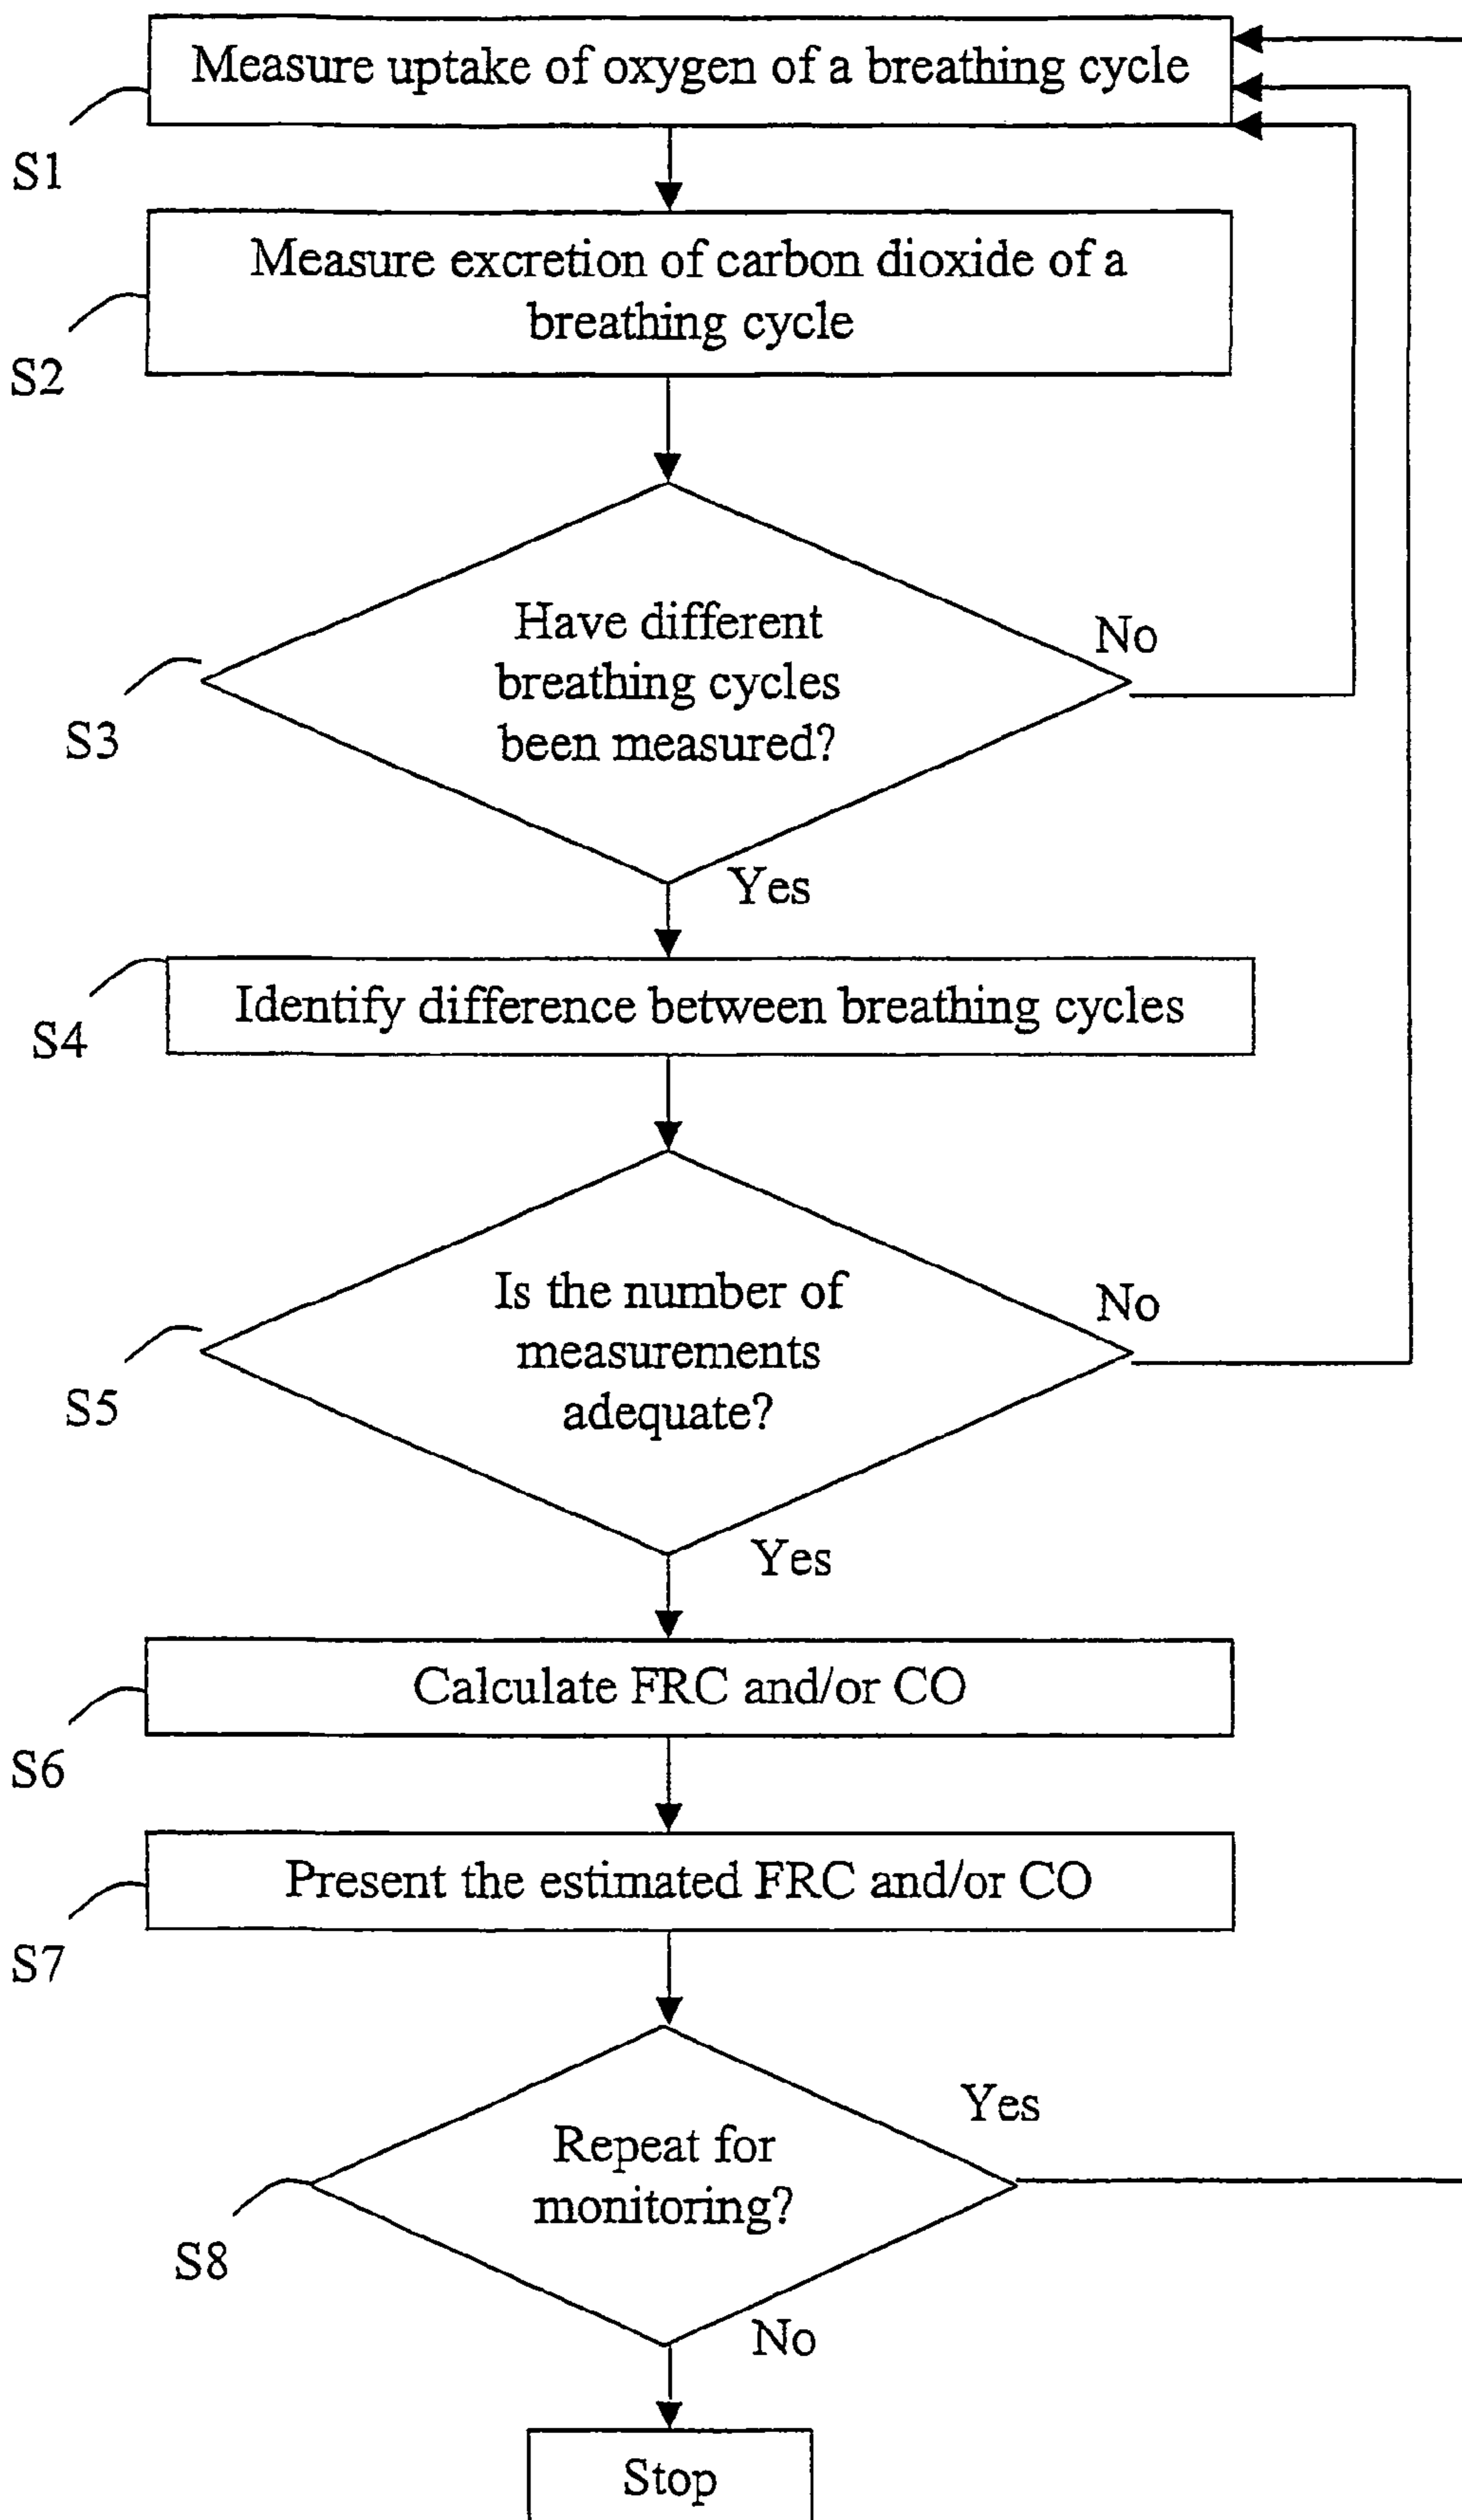 Measure uptake of oxygen of a breathing cycle
S1
Measure excretion of carbon dioxide of a
breathing cycle
S2
Have different
breathing cycles
been measured?
No
S3
Yes
Identify difference between breathing cycles
S4
Is the number of
measurements
adequate?
No
S5
Yes
Calculate FRC and/or CO
S6
Present the estimated FRC and/or CO
S7
Yes
Repeat for
monitoring?
S8
No
Stop